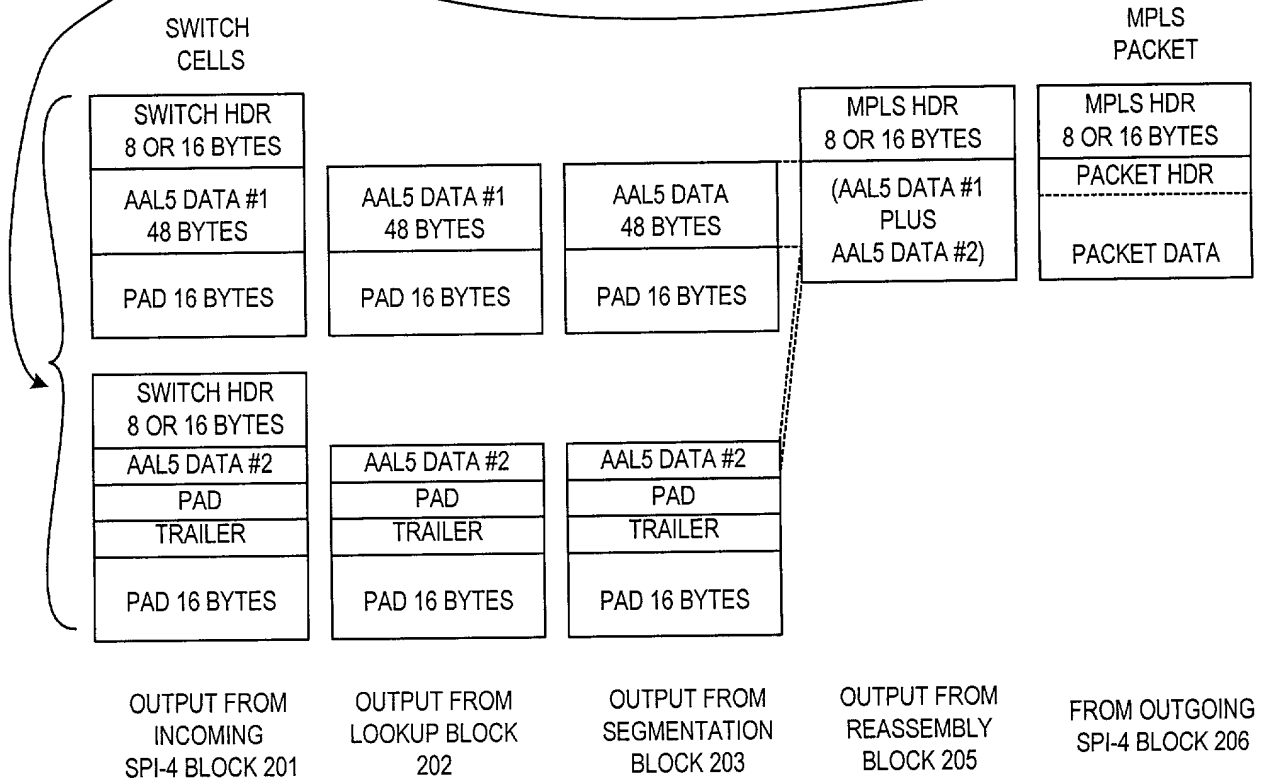 SWITCH
CELLS
MPLS
PACKET
SWITCH HDR
8 OR 16 BYTES
AAL5 DATA #1
48 BYTES
PAD 16 BYTES
AAL5 DATA #1
48 BYTES
PAD 16 BYTES
AAL5 DATA
48 BYTES
PAD 16 BYTES
MPLS HDR
8 OR 16 BYTES
(AAL5 DATA #1
PLUS
AAL5 DATA #2)
MPLS HDR
8 OR 16 BYTES
PACKET HDR
PACKET DATA
SWITCH HDR
8 OR 16 BYTES
AAL5 DATA #2
PAD
TRAILER
PAD 16 BYTES
AAL5 DATA #2
PAD
TRAILER
PAD 16 BYTES
AAL5 DATA #2
PAD
TRAILER
PAD 16 BYTES
OUTPUT FROM
INCOMING
SPI-4 BLOCK 201
OUTPUT FROM
LOOKUP BLOCK
202
OUTPUT FROM
SEGMENTATION
BLOCK 203
OUTPUT FROM
REASSEMBLY
BLOCK 205
FROM OUTGOING
SPI-4 BLOCK 206